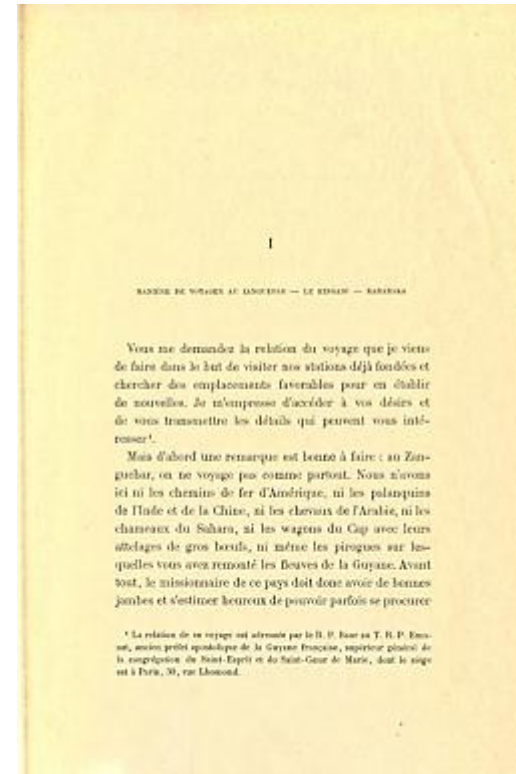 I
MANIÈRE DE VOYAGER AU ZANGUEBAR — LE KINGANI — BAGAMOYO
Vous me demandez la relation du voyage que je viens
de faire dans le but de visiter nos stations déjà fondées et
chercher des emplacements favorables pour en établir
de nouvelles. Je m'empresse d'accéder à vos désirs et
de vous transmettre les détails qui peuvent vous inté-
resser¹.
Mais d'abord une remarque est bonne à faire : au Zan-
guebar, on ne voyage pas comme partout. Nous n'avons
ici ni les chemins de fer d'Amérique, ni les palanquins
de l'Inde et de la Chine, ni les chevaux de l'Arabie, ni les
chameaux du Sahara, ni les wagons du Cap avec leurs
attelages de gros bœufs, ni même les pirogues sur les-
quelles vous avez remonté les fleuves de la Guyane. Avant
tout, le missionnaire de ce pays doit donc avoir de bonnes
jambes et s'estimer heureux de pouvoir parfois se procurer
¹ La relation de ce voyage est adressée par le R. P. Baur au T. R. P. Emo-
net, ancien préfet apostolique de la Guyane française, supérieur général de
la congrégation du Saint-Esprit et du Saint-Cœur de Marie, dont le siège
est à Paris, 30, rue Lhomond.